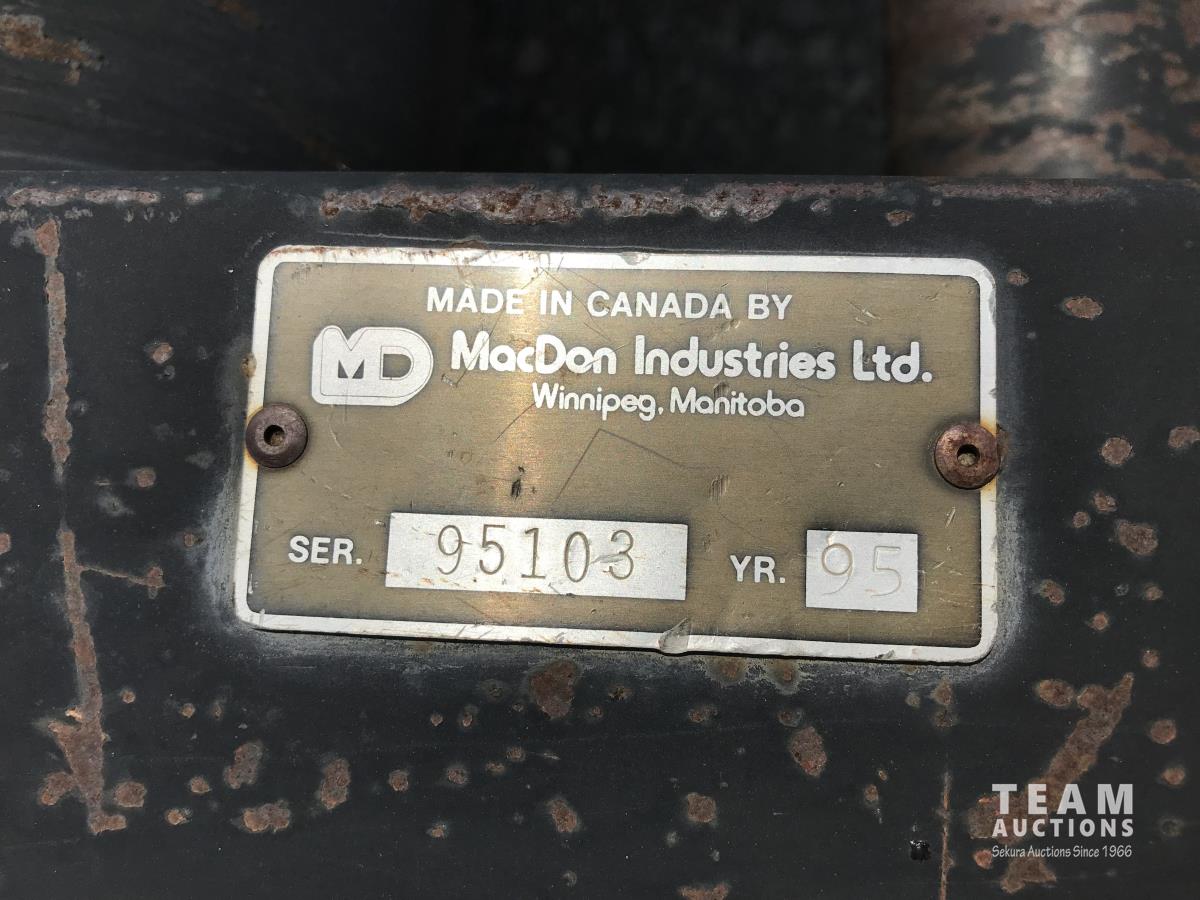 MADE IN CANADA BY
MD MacDon Industries Ltd.
Winnipeg, Manitoba
SER. 95103 YR. 95
TEAM
AUCTIONS
Sekura Auctions Since 1966